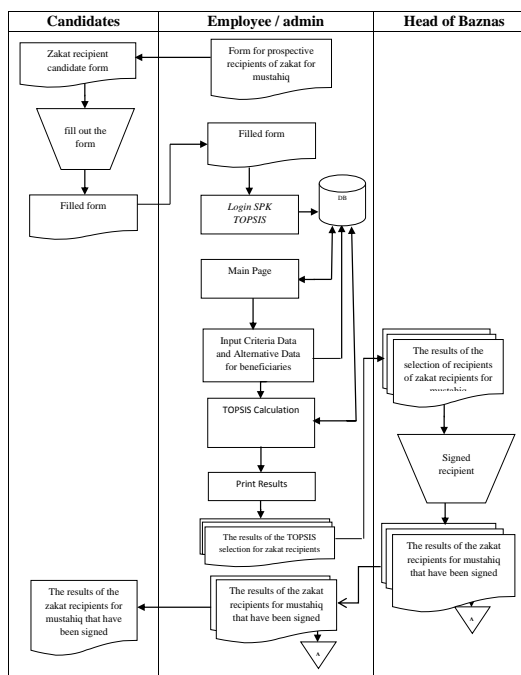 Candidates
Employee / admin
Head of Baznas
Zakat recipient
candidate form
Form for prospective
recipients of zakat for
mustahiq
fill out the
form
Filled form
Filled form
Login SPK
TOPSIS
DB
Main Page
Input Criteria Data
and Alternative Data
for beneficiaries
TOPSIS Calculation
Print Results
The results of the TOPSIS
selection for zakat recipients
The results of the
selection of recipients
of zakat recipients for
mustahiq
Signed
recipient
The results of the zakat
recipients for mustahiq
that have been signed
A
The results of the zakat
recipients for mustahiq
that have been signed
A
The results of the
zakat recipients for
mustahiq that have
been signed